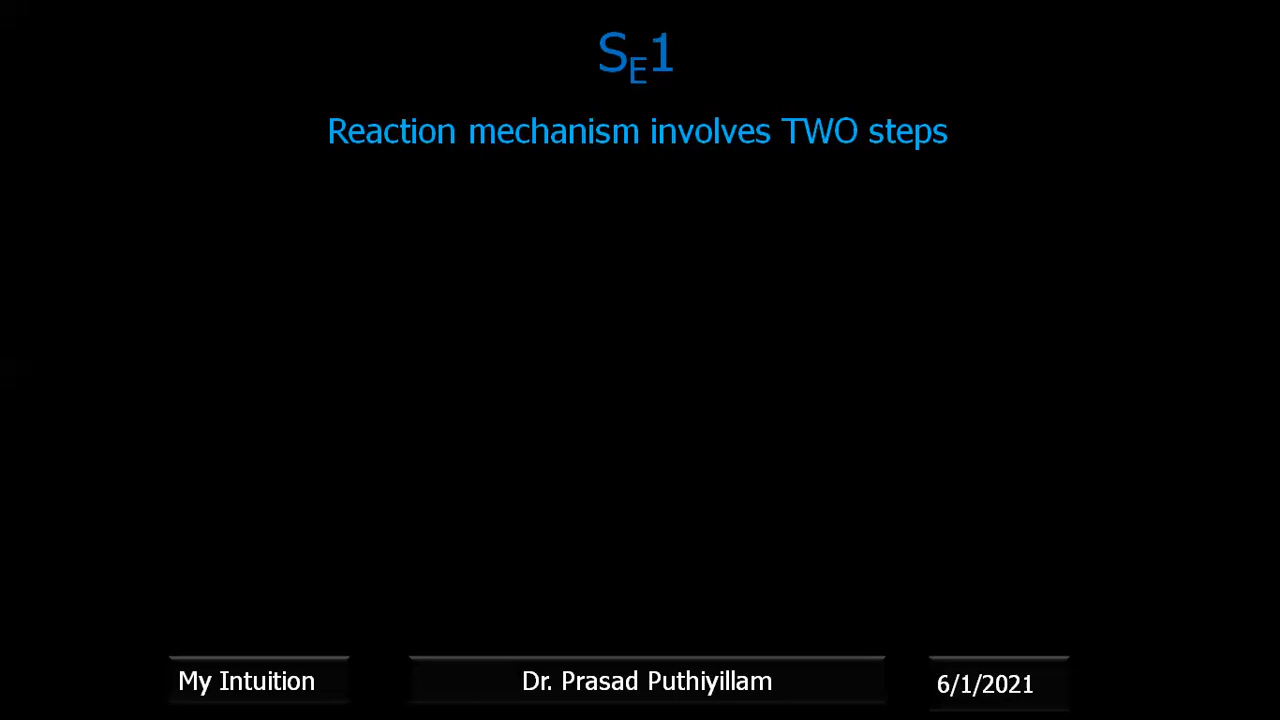 SE1
Reaction mechanism involves TWO steps
My Intuition
Dr. Prasad Puthiyillam
6/1/2021